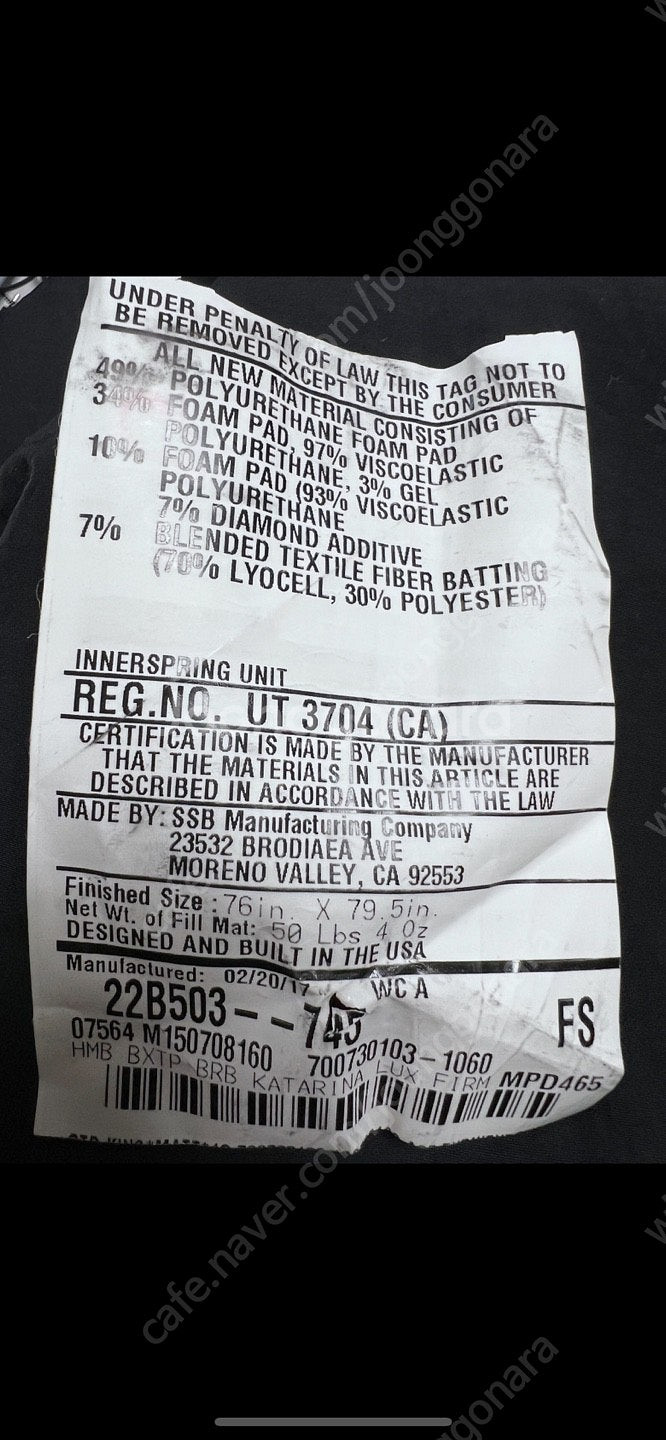 UNDER PENALTY OF LAW THIS TAG NOT TO
BE REMOVED EXCEPT BY THE CONSUMER
ALL NEW MATERIAL CONSISTING OF
49% POLYURETHANE FOAM PAD
34% FOAM PAD, 97% VISCOELASTIC
POLYURETHANE, 3% GEL
10% FOAM PAD (93% VISCOELASTIC
POLYURETHANE
7% DIAMOND ADDITIVE
7% BLENDED TEXTILE FIBER BATTING
(70% LYOCELL, 30% POLYESTER)
INNERSPRING UNIT
REG.NO. UT 3704 (CA)
CERTIFICATION IS MADE BY THE MANUFACTURER
THAT THE MATERIALS IN THIS ARTICLE ARE
DESCRIBED IN ACCORDANCE WITH THE LAW
MADE BY: SSB Manufacturing Company
23532 BRODIAEA AVE
MORENO VALLEY, CA 92553
Finished Size : 76in. X 79.5in.
Net Wt. of Fill Mat: 50 Lbs 4 Oz
DESIGNED AND BUILT IN THE USA
Manufactured: 02/20/17 WC A
22B503--745 FS
07564 M150708160 700730103-1060
HMB BXTP BRB KATARINA LUX FIRM MPD465
cafe.naver.com/joonggonara